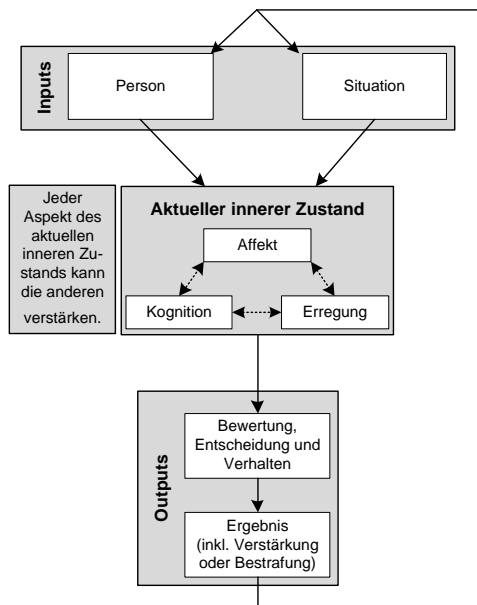 Inputs
Person
Situation
Jeder
Aspekt des
aktuellen
inneren Zu-
stands kann
die anderen
verstärken.
Aktueller innerer Zustand
Affekt
Kognition
Erregung
Outputs
Bewertung,
Entscheidung und
Verhalten
Ergebnis
(inkl. Verstärkung
oder Bestrafung)